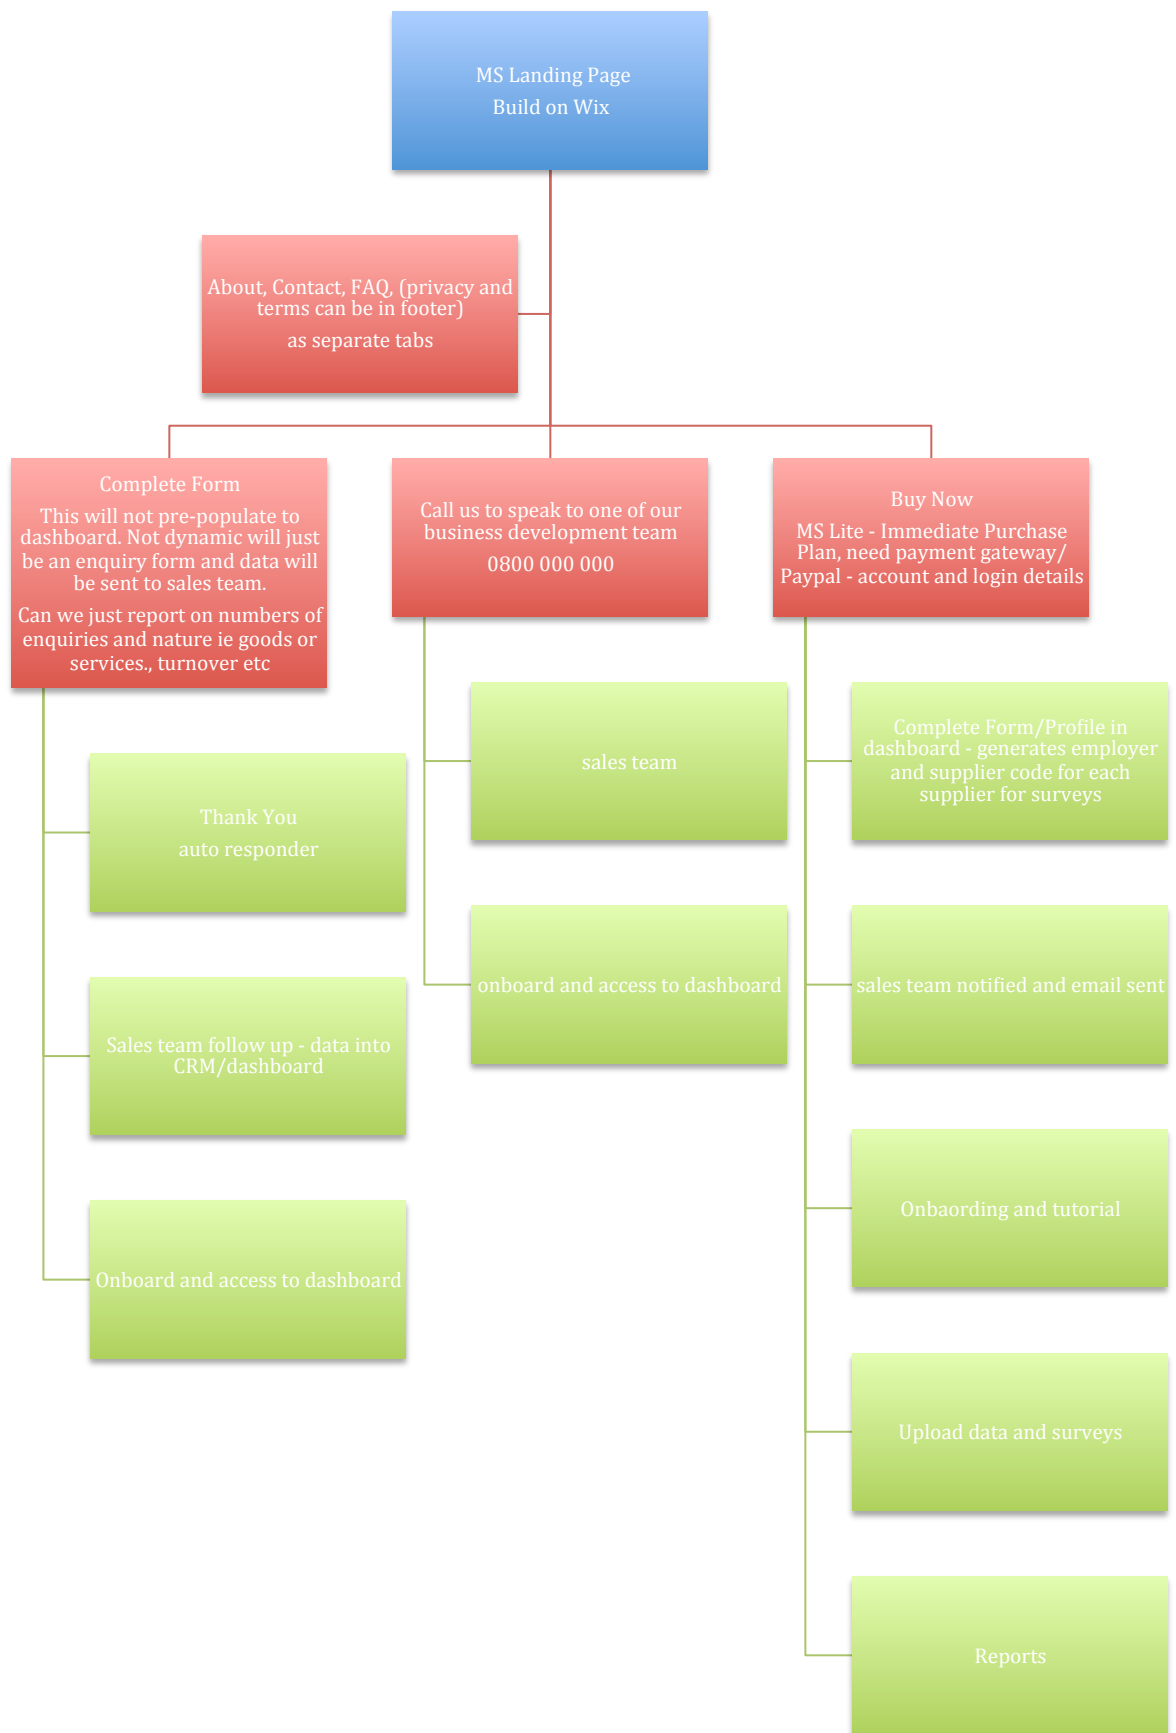 MS Landing Page
Build on Wix
About, Contact, FAQ, (privacy and
terms can be in footer)
as separate tabs
Complete Form
This will not pre-populate to
dashboard. Not dynamic will just
be an enquiry form and data will
be sent to sales team.
Can we just report on numbers of
enquiries and nature ie goods or
services., turnover etc
Thank You
auto responder
Sales team follow up - data into
CRM/dashboard
Onboard and access to dashboard
Call us to speak to one of our
business development team
0800 000 000
sales team
onboard and access to dashboard
Buy Now
MS Lite - Immediate Purchase
Plan, need payment gateway/
Paypal - account and login details
Complete Form/Profile in
dashboard - generates employer
and supplier code for each
supplier for surveys
sales team notified and email sent
Onbaording and tutorial
Upload data and surveys
Reports